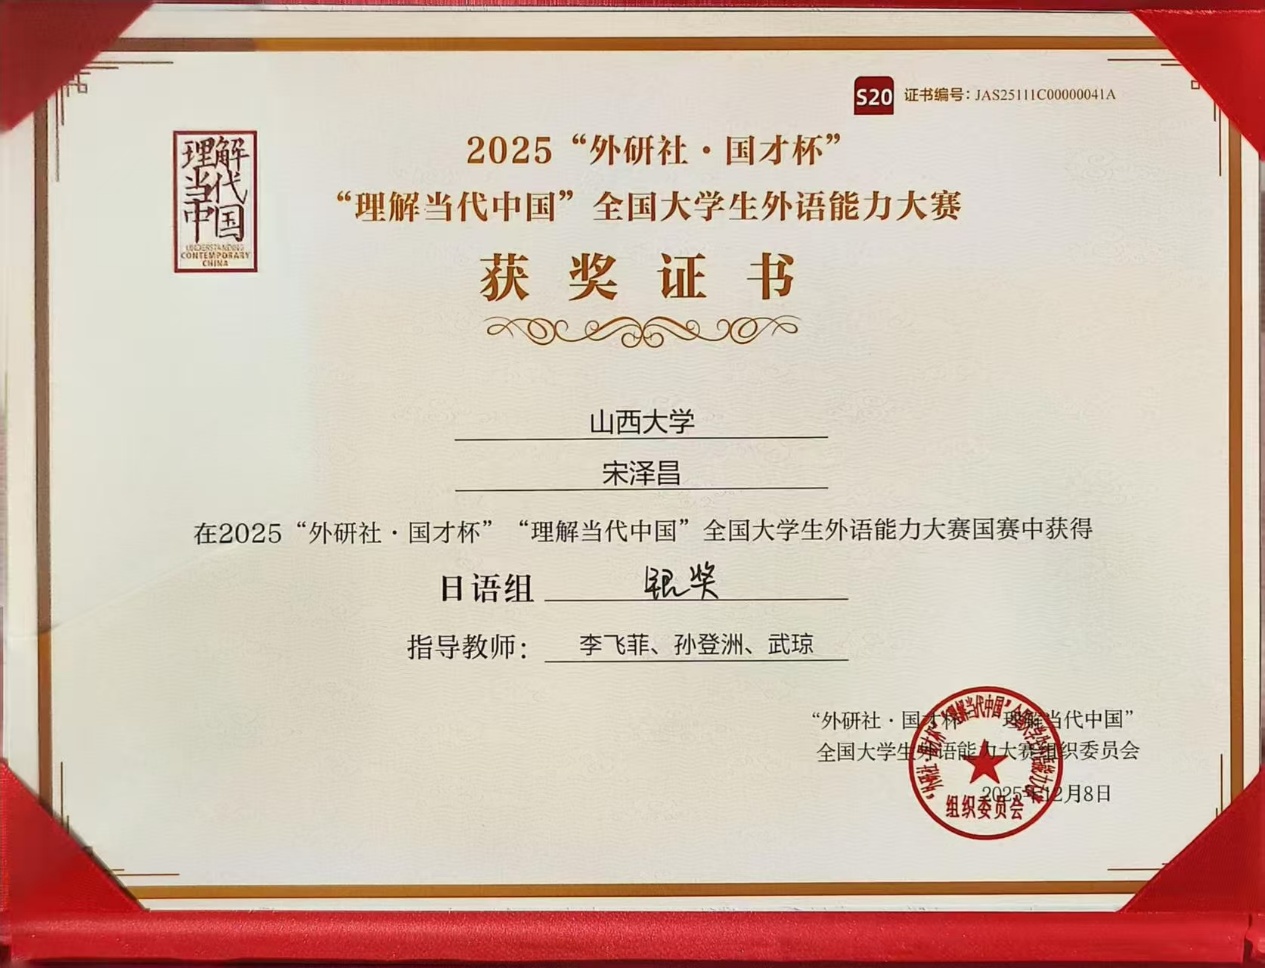 S20 证书编号：JAS25111C00000041A
理解
当代
中国
UNDERSTANDING
CONTEMPORARY
CHINA
2025“外研社·国才杯”
“理解当代中国”全国大学生外语能力大赛
获奖证书
山西大学
宋泽昌
在2025“外研社·国才杯”“理解当代中国”全国大学生外语能力大赛国赛中获得
日语组 银奖
指导教师： 李飞菲、孙登洲、武琼
“外研社·国才杯”“理解当代中国”
全国大学生外语能力大赛组织委员会
2025年12月8日
组织委员会